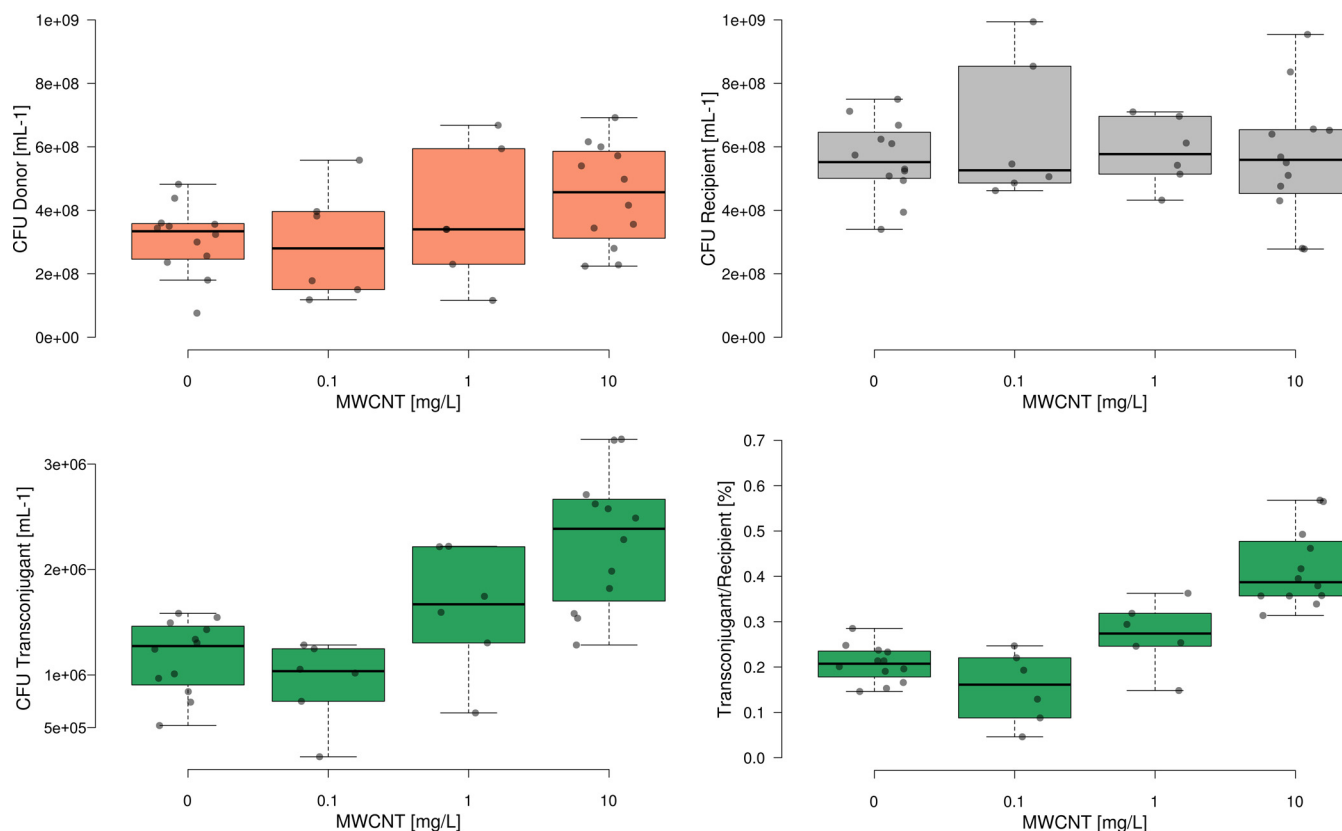 CFU Donor [mL-1]
1e+09
8e+08
6e+08
4e+08
2e+08
0e+00
0 0.1 1 10
MWCNT [mg/L]
CFU Recipient [mL-1]
1e+09
8e+08
6e+08
4e+08
2e+08
0e+00
0 0.1 1 10
MWCNT [mg/L]
CFU Transconjugant [mL-1]
3e+06
2e+06
1e+06
5e+05
0 0.1 1 10
MWCNT [mg/L]
Transconjugant/Recipient [%]
0.7
0.6
0.5
0.4
0.3
0.2
0.1
0.0
0 0.1 1 10
MWCNT [mg/L]